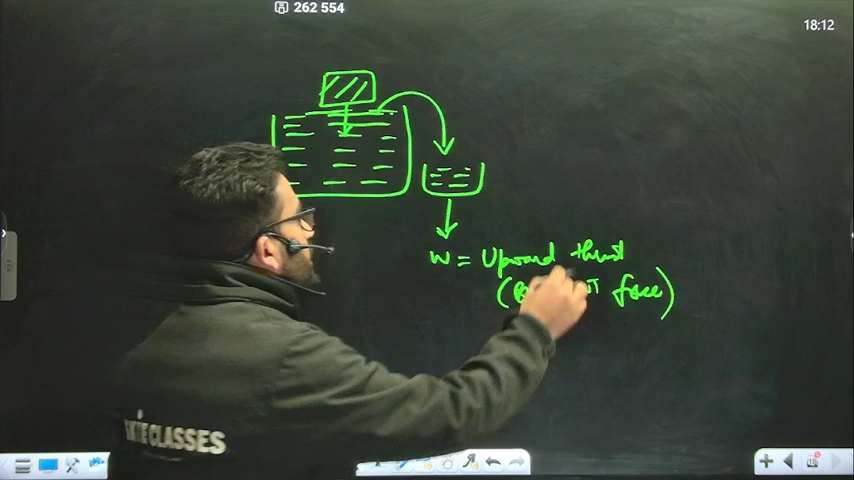 262 554
18:12
W = Upward thrust
( force)
CLASSES